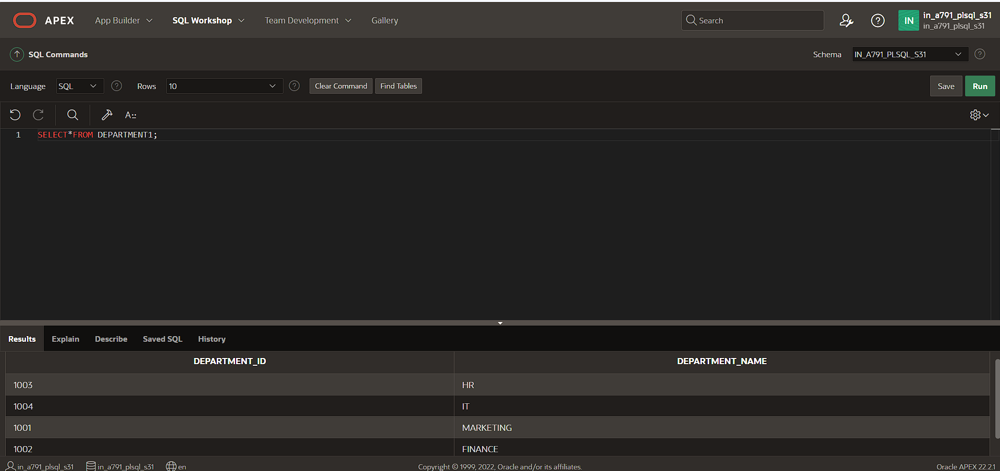 APEX App Builder SQL Workshop Team Development Gallery Search IN in_a791_plsql_s31
in_a791_plsql_s31
SQL Commands Schema IN_A791_PLSQL_S31
Language SQL Rows 10 Clear Command Find Tables Save Run
A::
1 SELECT*FROM DEPARTMENT1;
Results Explain Describe Saved SQL History
DEPARTMENT_ID DEPARTMENT_NAME
1003 HR
1004 IT
1001 MARKETING
1002 FINANCE
in_a791_plsql_s31 in_a791_plsql_s31 en Copyright © 1999, 2022, Oracle and/or its affiliates. Oracle APEX 22.2.1